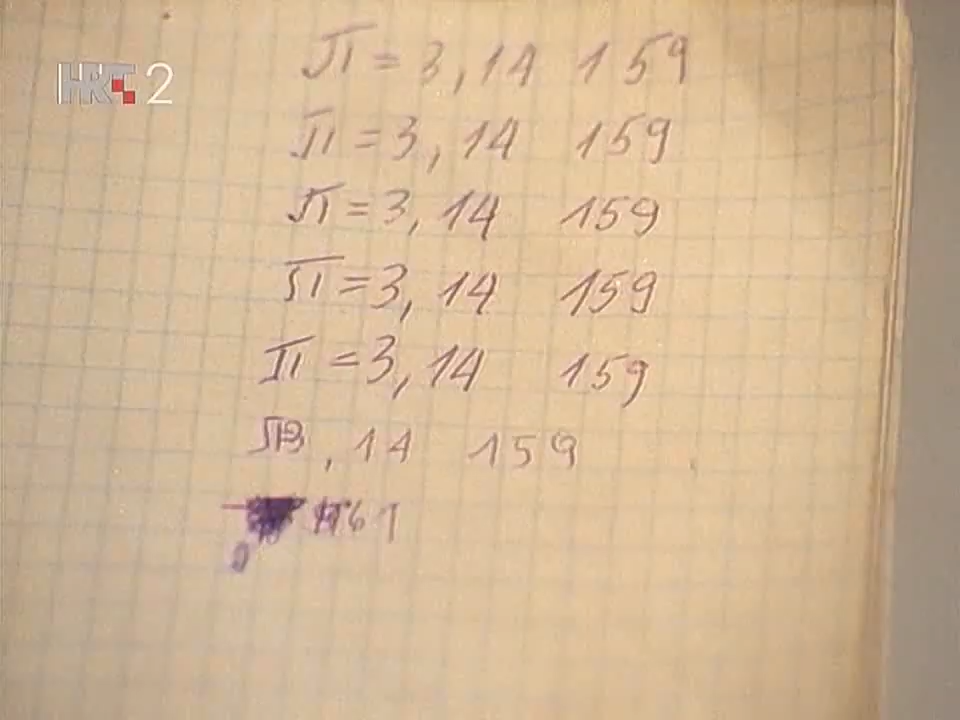 HRT 2
π = 3,14 159
π = 3,14 159
π = 3,14 159
π = 3,14 159
π = 3,14 159
π3,14 159